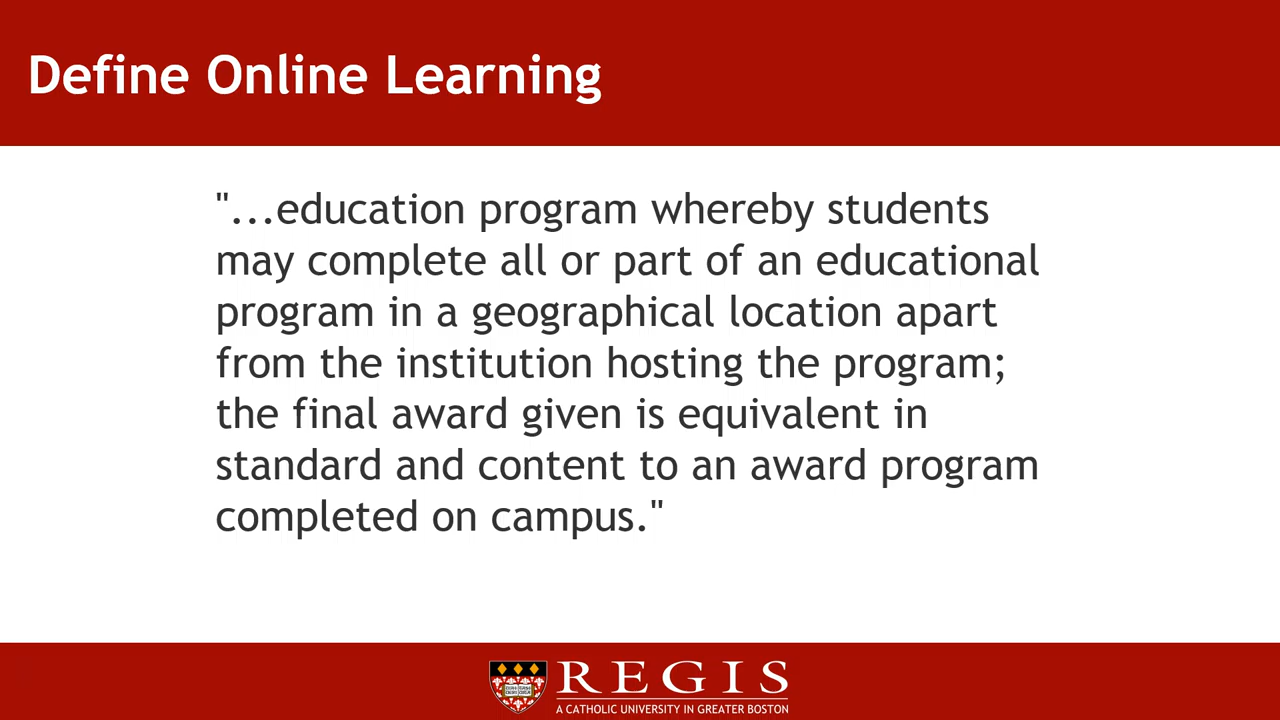 Define Online Learning
"...education program whereby students
may complete all or part of an educational
program in a geographical location apart
from the institution hosting the program;
the final award given is equivalent in
standard and content to an award program
completed on campus."
REGIS
A CATHOLIC UNIVERSITY IN GREATER BOSTON